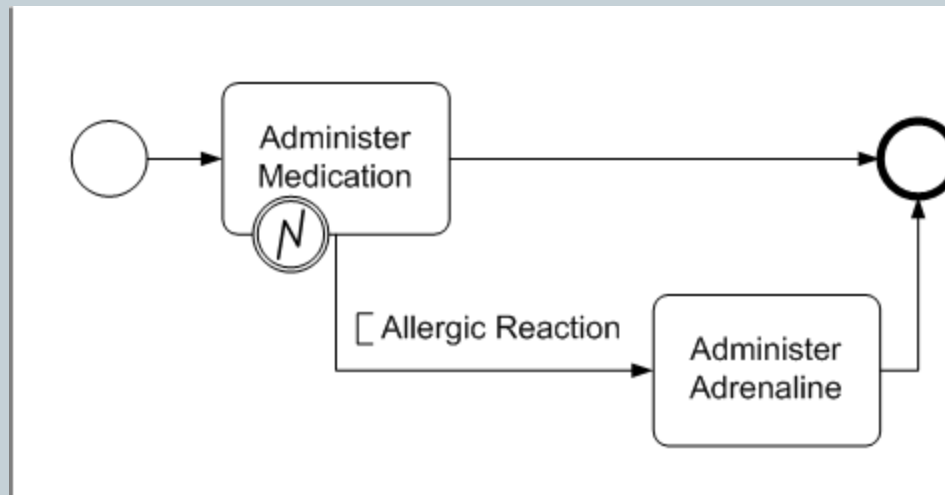 Administer
Medication
Allergic Reaction
Administer
Adrenaline